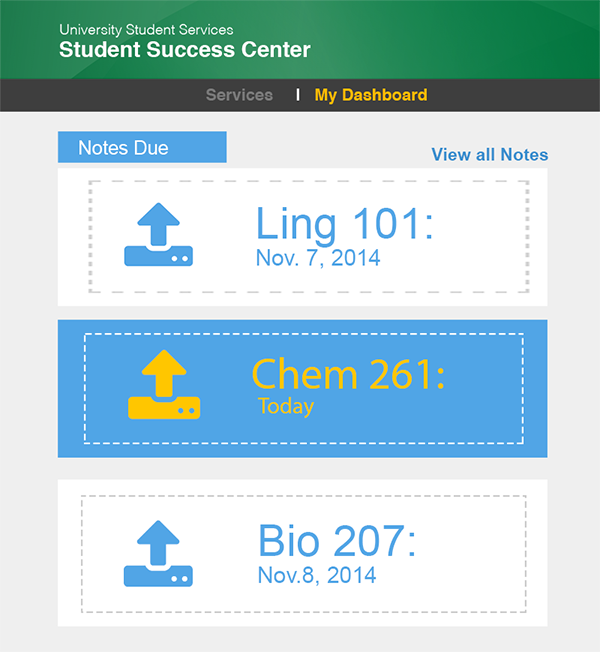 University Student Services
Student Success Center
Services | My Dashboard
Notes Due
View all Notes
Ling 101:
Nov. 7, 2014
Chem 261:
Today
Bio 207:
Nov.8, 2014